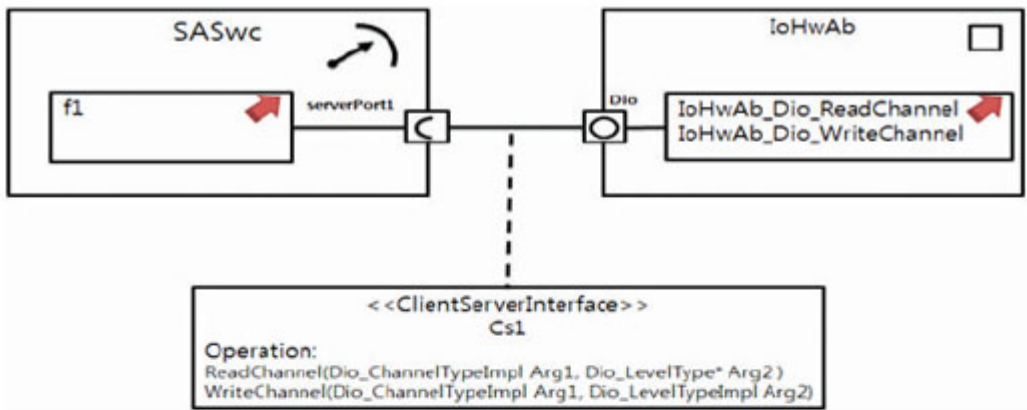 SASwc
IoHwAb
f1
serverPort1
Dio
IoHwAb_Dio_ReadChannel
IoHwAb_Dio_WriteChannel
<<ClientServerInterface>>
Cs1
Operation:
ReadChannel(Dio_ChannelTypeImpl Arg1, Dio_LevelType* Arg2 )
WriteChannel(Dio_ChannelTypeImpl Arg1, Dio_LevelTypeImpl Arg2)